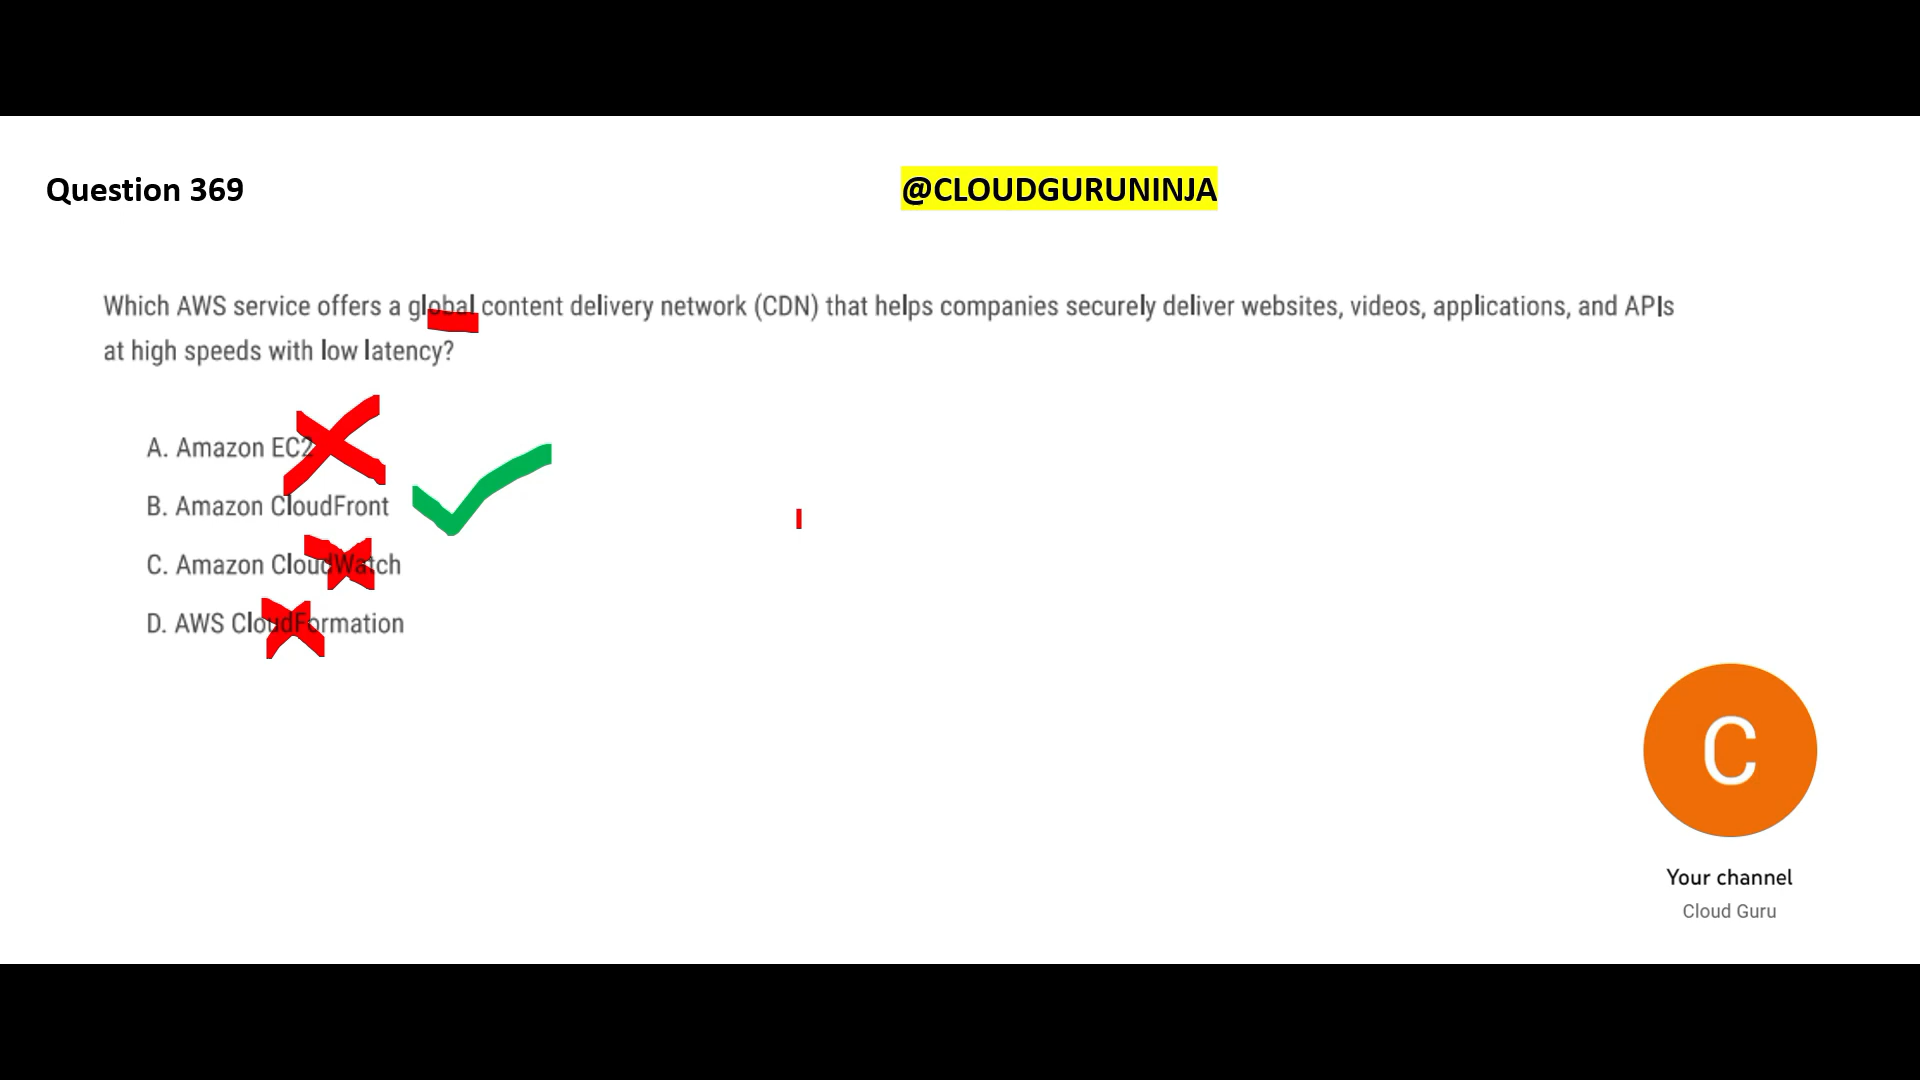 Question 369
@CLOUDGURUNINJA
Which AWS service offers a global content delivery network (CDN) that helps companies securely deliver websites, videos, applications, and APIs
at high speeds with low latency?
A. Amazon EC2
B. Amazon CloudFront
C. Amazon CloudWatch
D. AWS CloudFormation
C
Your channel
Cloud Guru